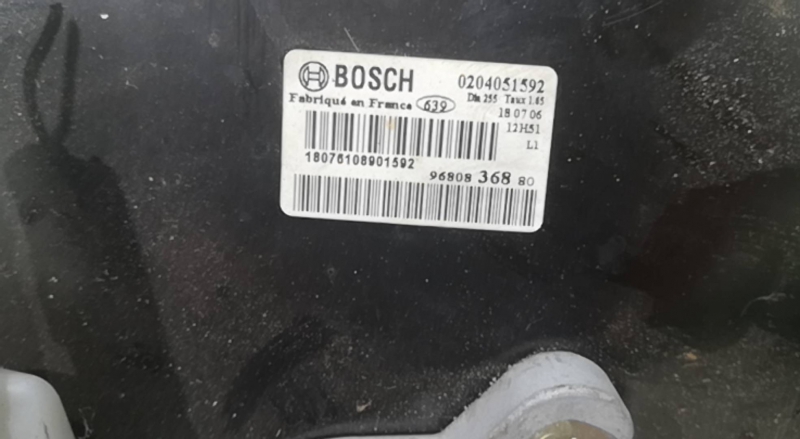 BOSCH 0204051592
Dia 255 Taux 1.85
Fabriqué en France 639 18.07.06
12H51
L1
18076108901592
96808 368 80